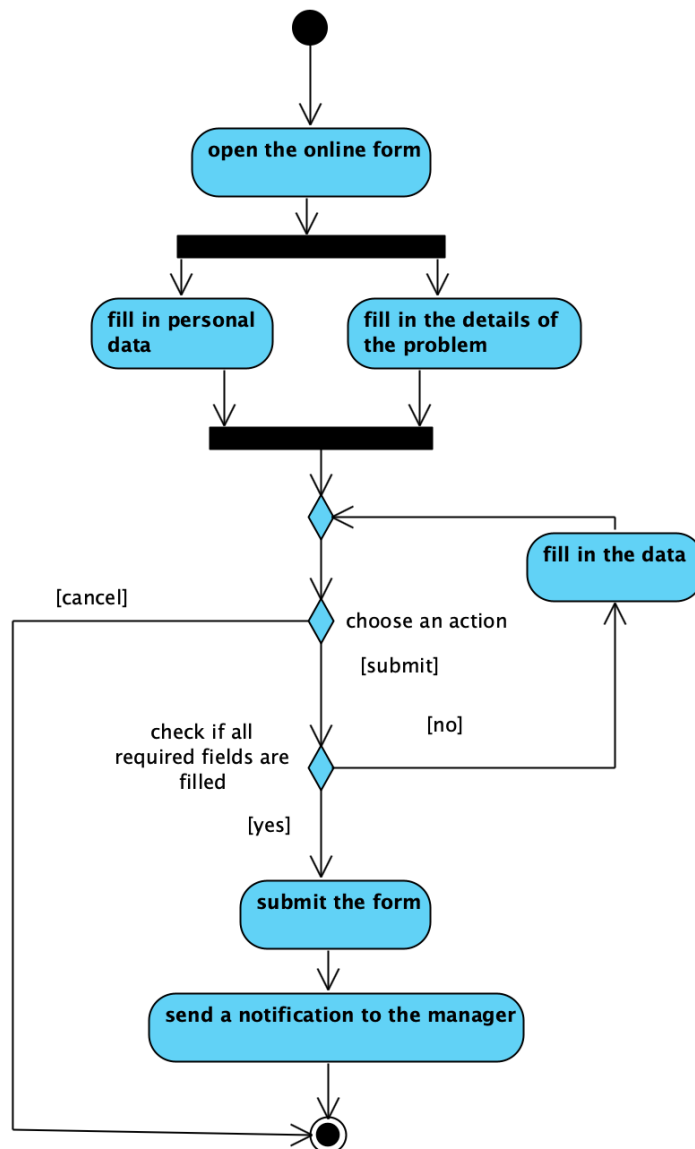 open the online form
fill in personal
data
fill in the details of
the problem
fill in the data
[cancel]
choose an action
[submit]
[no]
check if all
required fields are
filled
[yes]
submit the form
send a notification to the manager